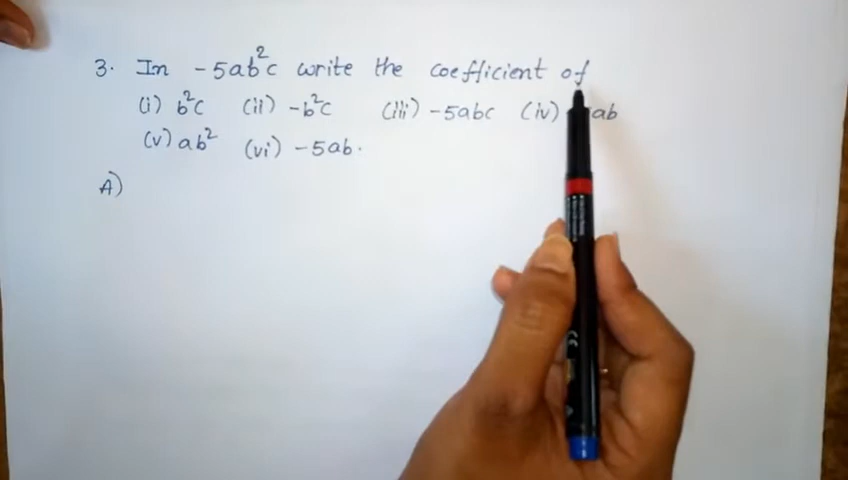 3. In -5ab²c write the coefficient of
(i) b²c (ii) -b²c (iii) -5abc (iv) ab
(v) ab² (vi) -5ab.
A)